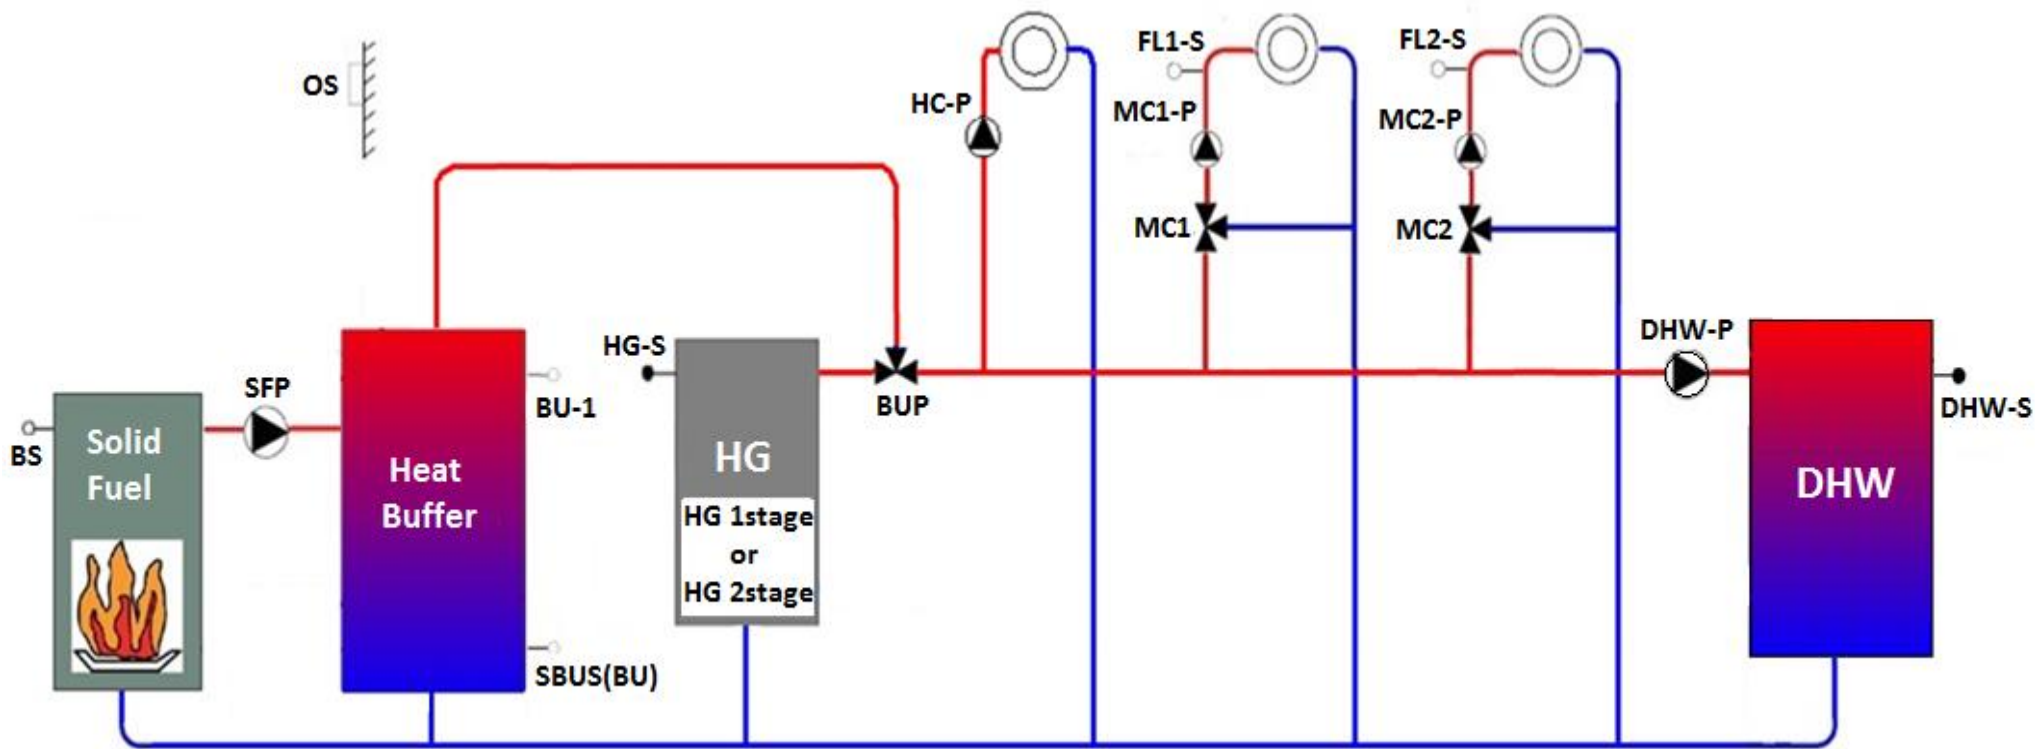 OS
HC-P
FL1-S
MC1-P
MC1
FL2-S
MC2-P
MC2
BS
Solid
Fuel
SFP
Heat
Buffer
BU-1
SBUS(BU)
HG-S
HG
HG 1stage
or
HG 2stage
BUP
DHW-P
DHW
DHW-S